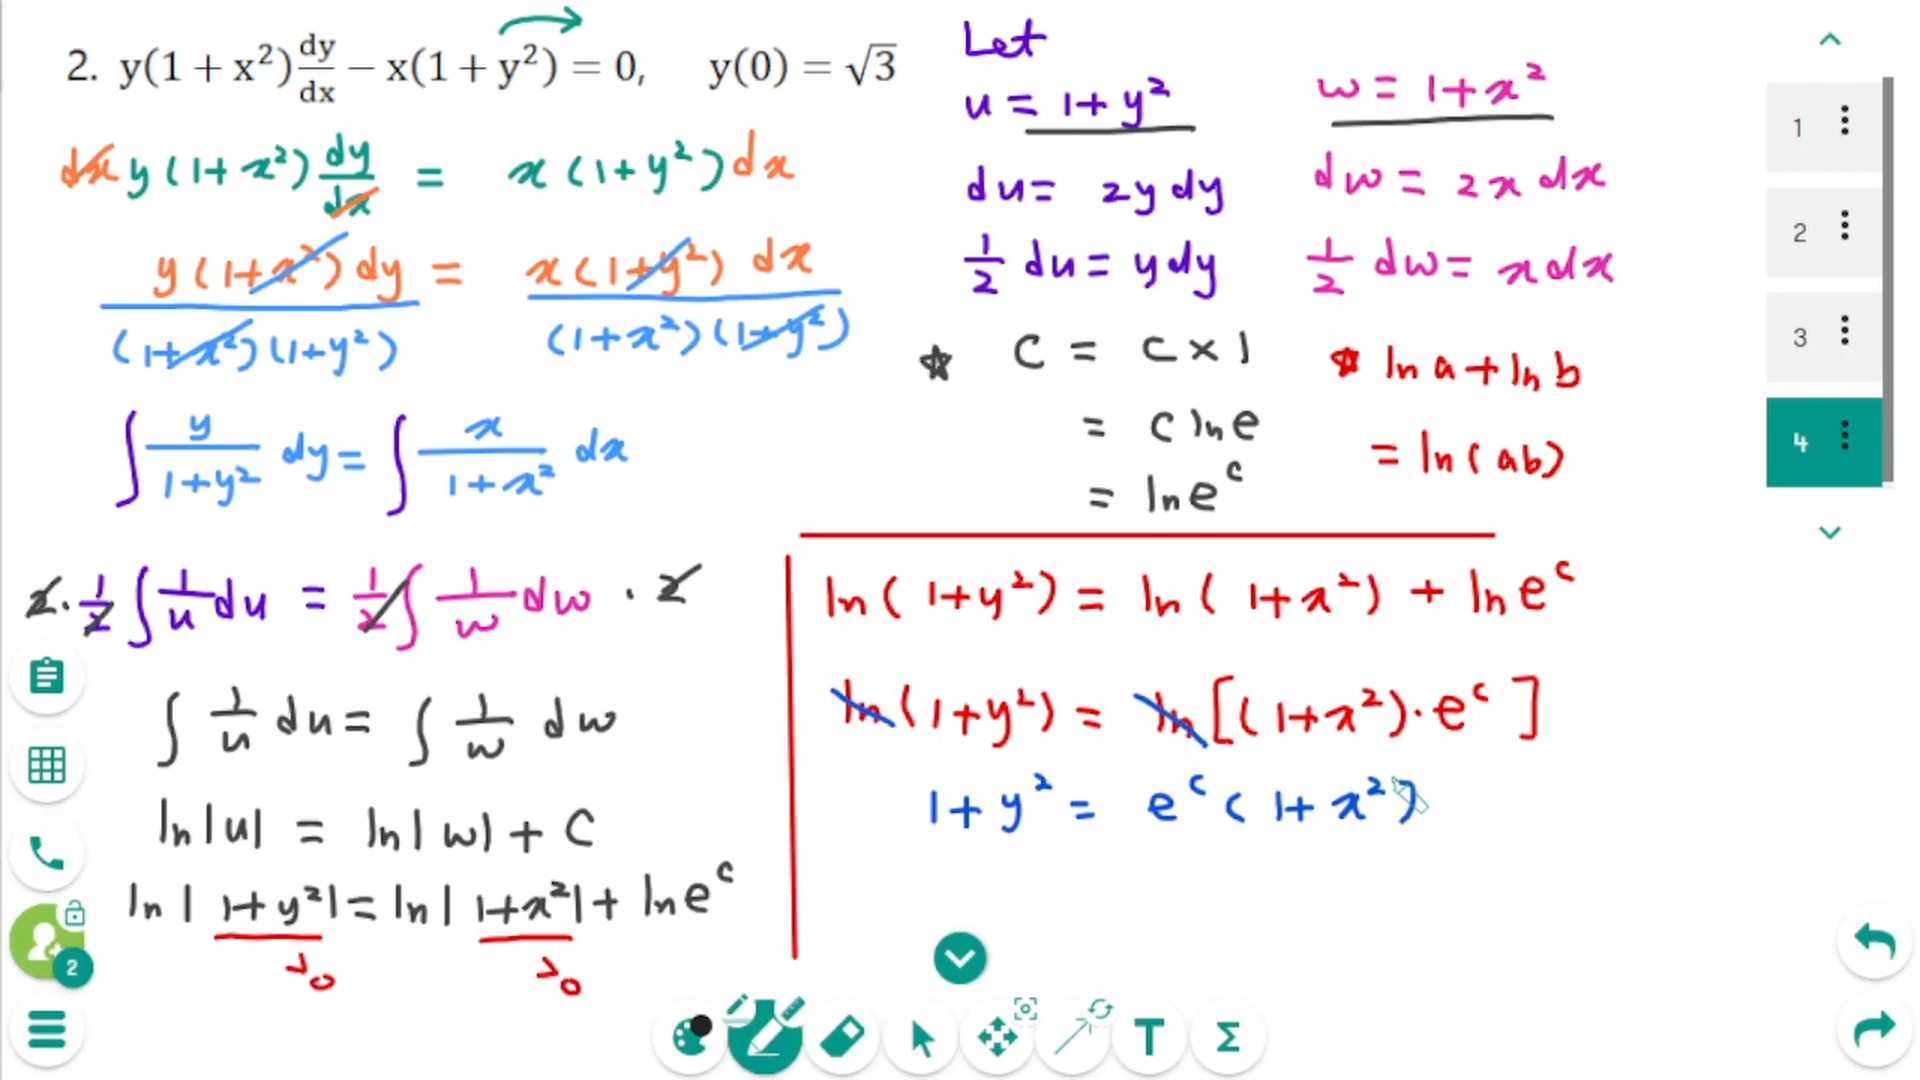 2. y(1 + x²) dy/dx − x(1 + y²) = 0,   y(0) = √3
dx y(1+x²) dy/dx = x(1+y²) dx
y(1+x²) dy / (1+x²)(1+y²) = x(1+y²) dx / (1+x²)(1+y²)
∫ y/(1+y²) dy = ∫ x/(1+x²) dx
2 · 1/2 ∫ 1/u du = 1/2 ∫ 1/w dw · 2
∫ 1/u du = ∫ 1/w dw
ln|u| = ln|w| + C
ln|1+y²| = ln|1+x²| + ln e^c
>0   >0
Let
u = 1+y²
du = 2y dy
1/2 du = y dy
w = 1+x²
dw = 2x dx
1/2 dw = x dx
☆ C = C × 1
= C ln e
= ln e^c
☆ ln a + ln b
= ln(ab)
ln(1+y²) = ln(1+x²) + ln e^c
ln(1+y²) = ln[(1+x²)·e^c]
1+y² = e^c(1+x²)
1
2
3
4
2
T
Σ